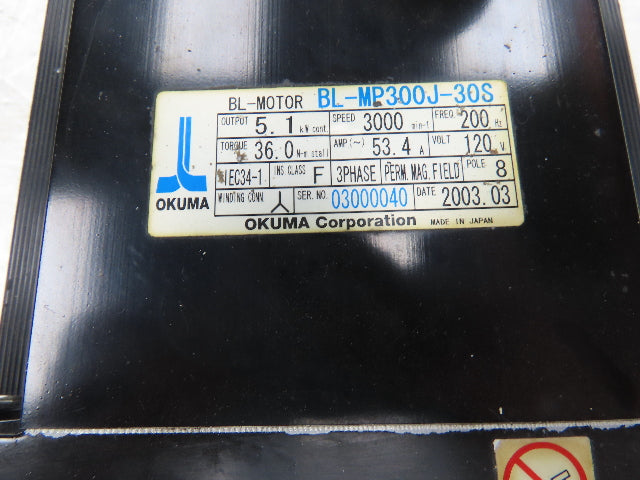 BL-MOTOR BL-MP300J-30S
OUTPUT 5.1 kW cont. SPEED 3000 min-1 FREQ. 200 Hz
TORQUE 36.0 N-m stall AMP(~) 53.4 A VOLT 120 V
IEC34-1 INS CLASS F 3PHASE PERM. MAG. FIELD POLE 8
WINDING CONN SER. NO. 03000040 DATE 2003.03
OKUMA
OKUMA Corporation MADE IN JAPAN